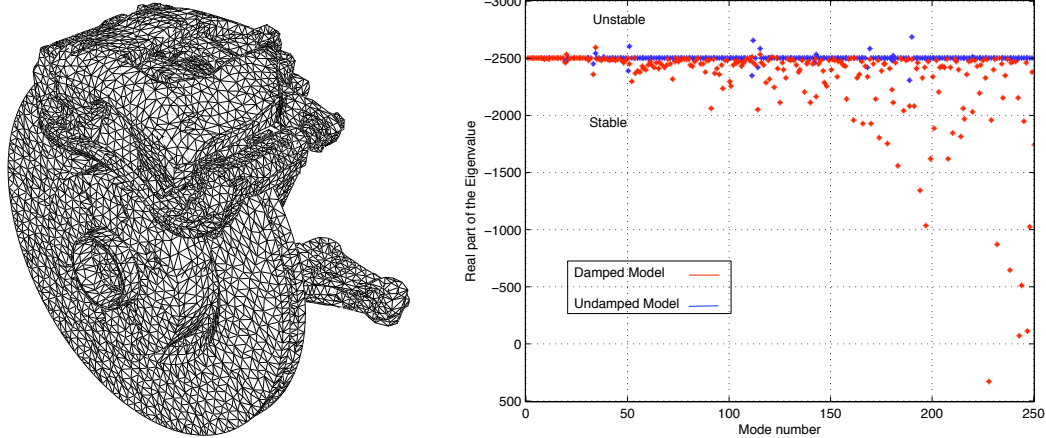 −3000
Unstable
−2500
−2000
Stable
−1500
−1000
−500
0
500
Real part of the Eigenvalue
Damped Model
Undamped Model
0
50
100
150
200
250
Mode number